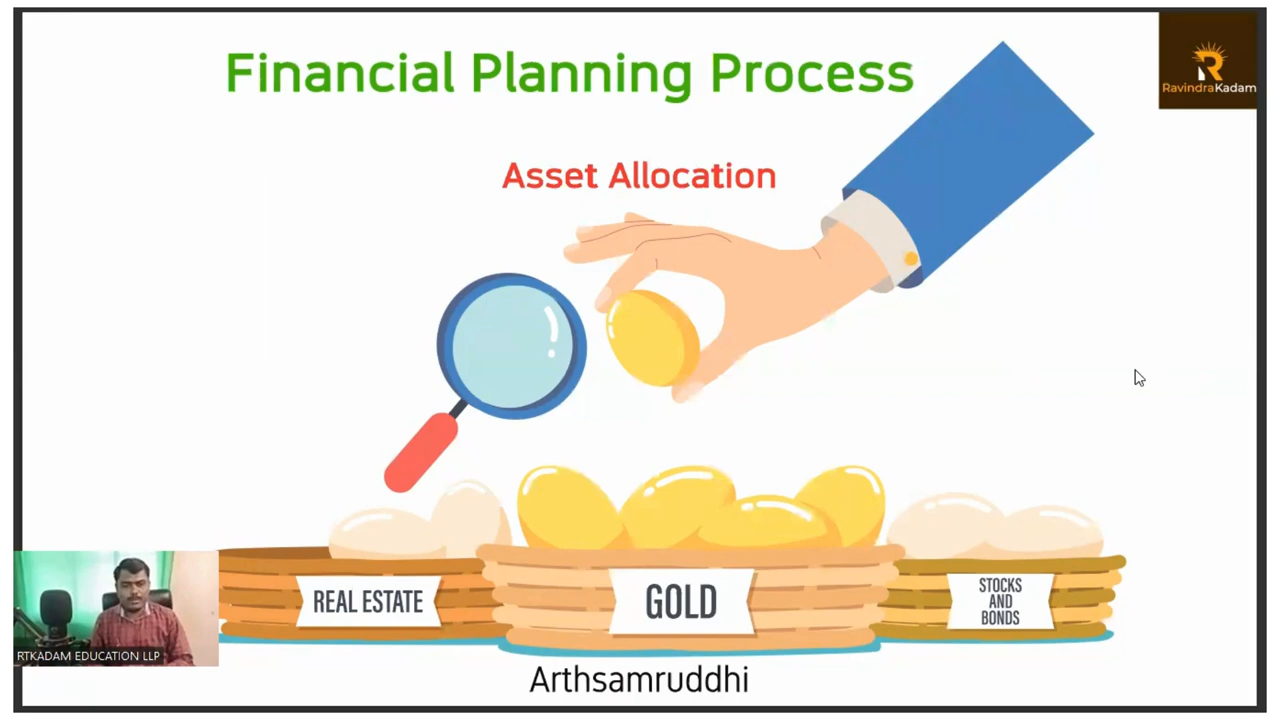 Financial Planning Process
RavindraKadam
Asset Allocation
REAL ESTATE
GOLD
STOCKS
AND
BONDS
RTKADAM EDUCATION LLP
Arthsamruddhi